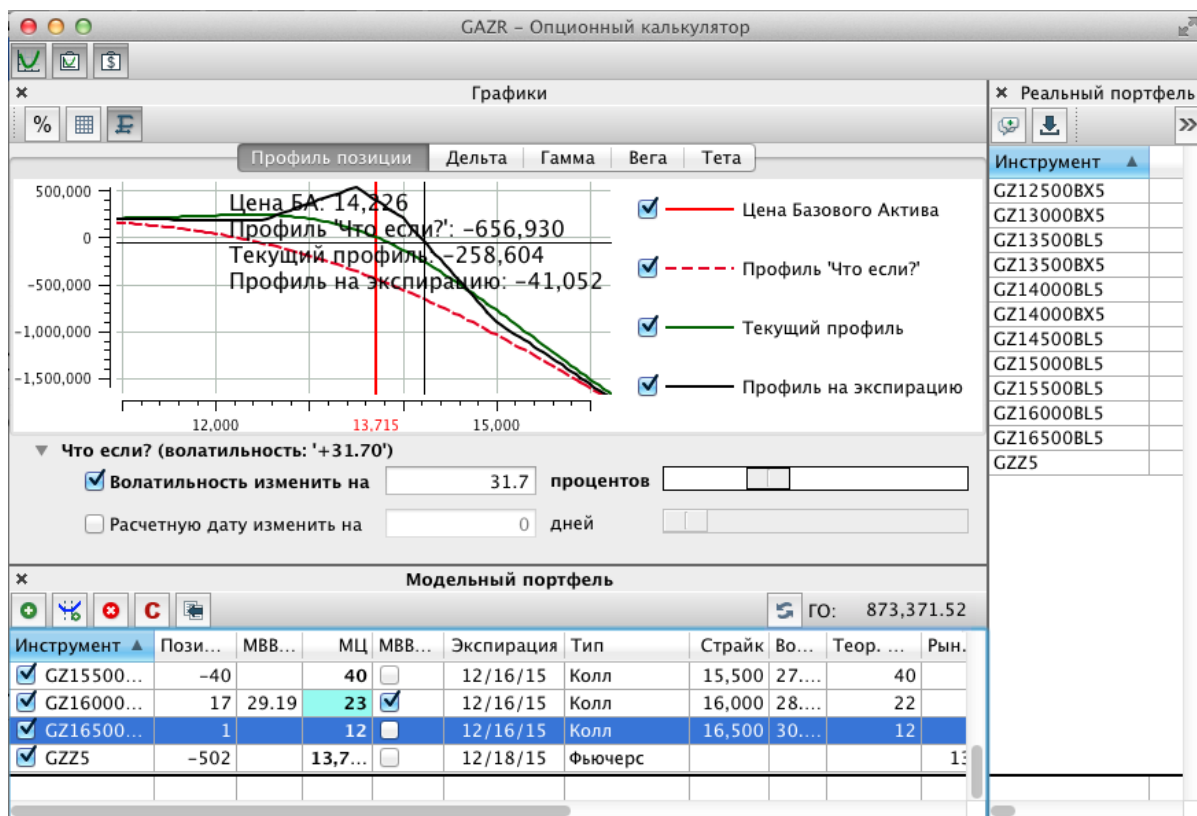 GAZR – Опционный калькулятор
Графики
%
Профиль позиции Дельта Гамма Вега Тета
500,000
0
-500,000
-1,000,000
-1,500,000
Цена БА: 14,226
Профиль 'Что если?': -656,930
Текущий профиль: -258,604
Профиль на экспирацию: -41,052
12,000 13,715 15,000
Цена Базового Актива
Профиль 'Что если?'
Текущий профиль
Профиль на экспирацию
Что если? (волатильность: '+31.70')
Волатильность изменить на 31.7 процентов
Расчетную дату изменить на 0 дней
Модельный портфель
C ГО: 873,371.52
Инструмент Пози... МВВ... МЦ МВВ... Экспирация Тип Страйк Во... Теор. ... Рын.
GZ15500... -40 40 12/16/15 Колл 15,500 27.... 40
GZ16000... 17 29.19 23 12/16/15 Колл 16,000 28.... 22
GZ16500... 1 12 12/16/15 Колл 16,500 30.... 12
GZZ5 -502 13,7... 12/18/15 Фьючерс
Реальный портфель
Инструмент
GZ12500BX5
GZ13000BX5
GZ13500BL5
GZ13500BX5
GZ14000BL5
GZ14000BX5
GZ14500BL5
GZ15000BL5
GZ15500BL5
GZ16000BL5
GZ16500BL5
GZZ5